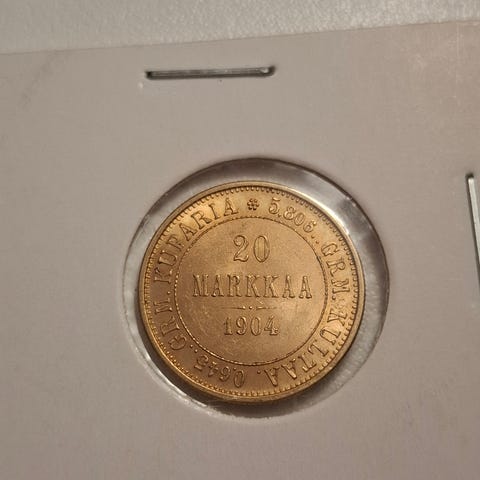 20
MARKKAA
1904
5.806. GRM. KULTAA. 0.645. GRM. KUPARIA